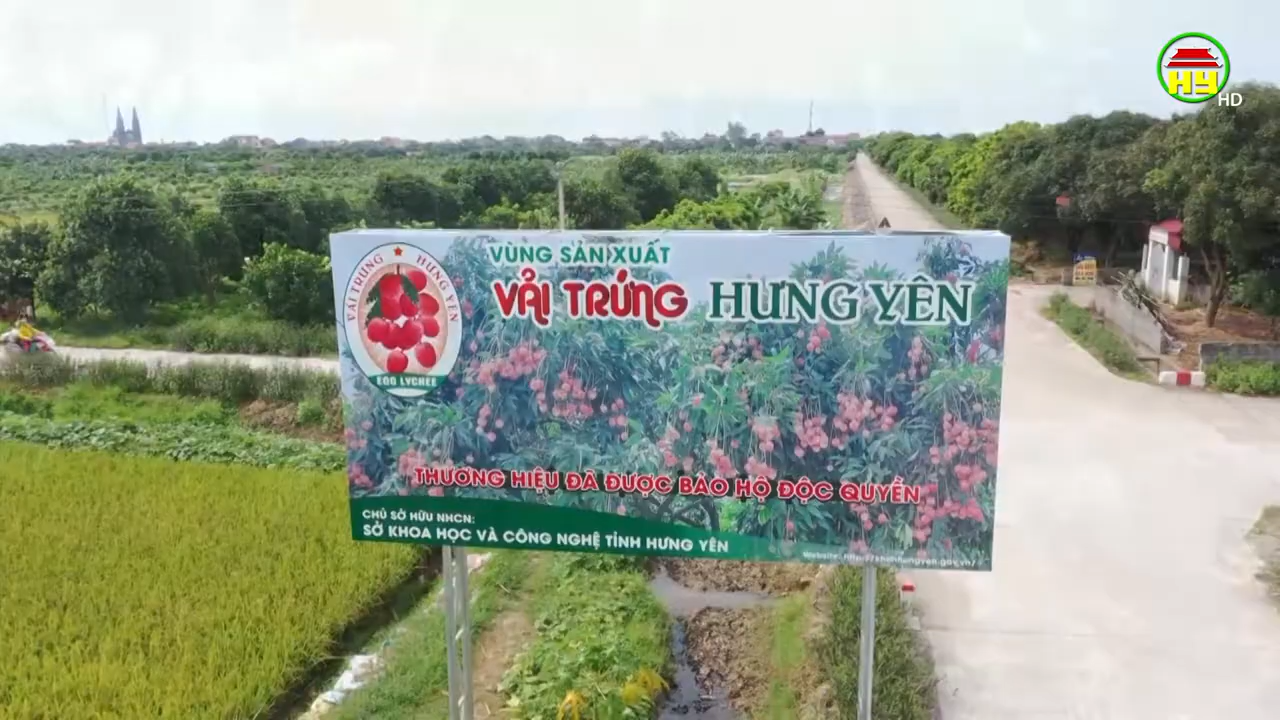 HY HD
VÙNG SẢN XUẤT
VẢI TRỨNG HƯNG YÊN
VẢI TRỨNG HƯNG YÊN
EGG LYCHEE
THƯƠNG HIỆU ĐÃ ĐƯỢC BẢO HỘ ĐỘC QUYỀN
CHỦ SỞ HỮU NHCN:
SỞ KHOA HỌC VÀ CÔNG NGHỆ TỈNH HƯNG YÊN